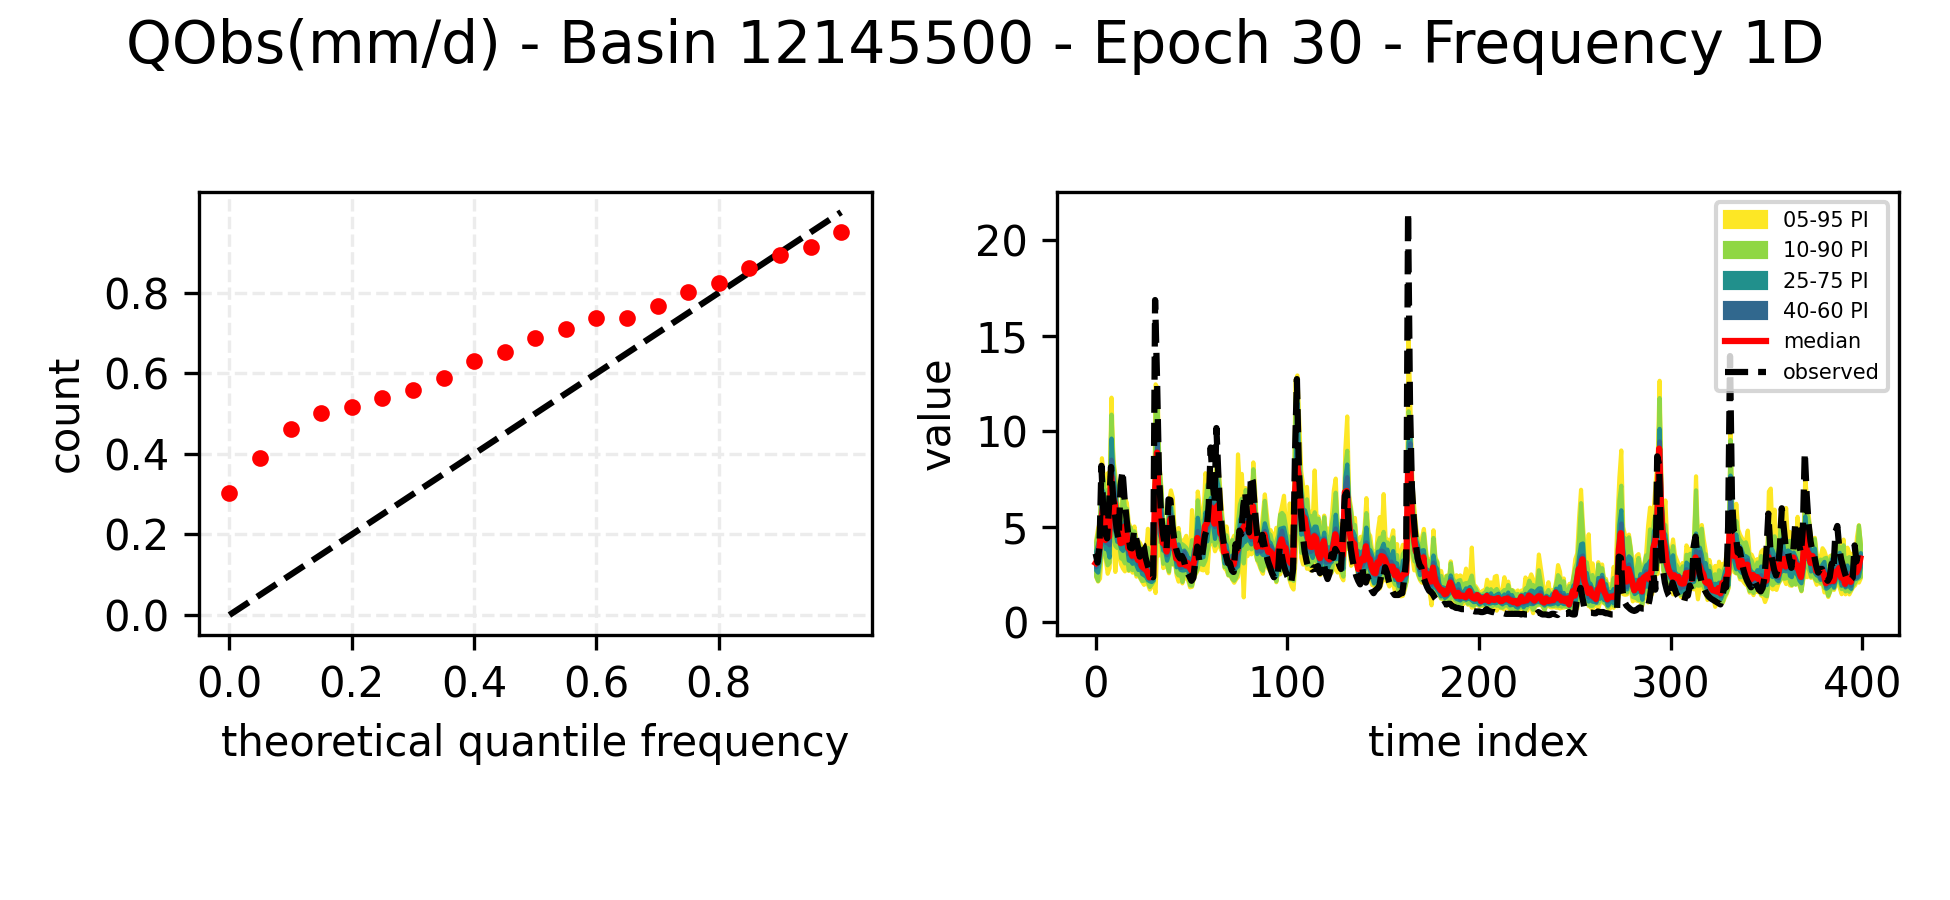 QObs(mm/d) - Basin 12145500 - Epoch 30 - Frequency 1D
count
0.8
0.6
0.4
0.2
0.0
0.0 0.2 0.4 0.6 0.8
theoretical quantile frequency
value
20
15
10
5
0
0 100 200 300 400
time index
05-95 PI
10-90 PI
25-75 PI
40-60 PI
median
observed